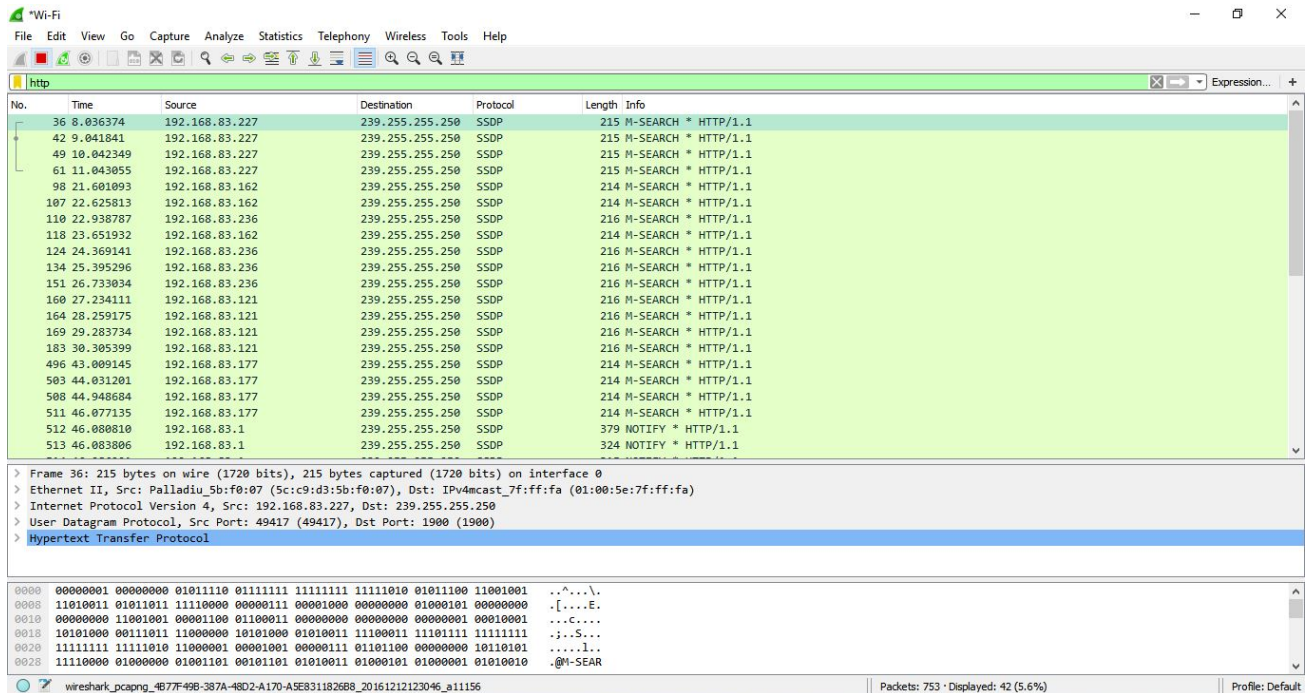 *Wi-Fi
File Edit View Go Capture Analyze Statistics Telephony Wireless Tools Help
http Expression... +
No. Time Source Destination Protocol Length Info
36 8.036374 192.168.83.227 239.255.255.250 SSDP 215 M-SEARCH * HTTP/1.1
42 9.041841 192.168.83.227 239.255.255.250 SSDP 215 M-SEARCH * HTTP/1.1
49 10.042349 192.168.83.227 239.255.255.250 SSDP 215 M-SEARCH * HTTP/1.1
61 11.043055 192.168.83.227 239.255.255.250 SSDP 215 M-SEARCH * HTTP/1.1
98 21.601093 192.168.83.162 239.255.255.250 SSDP 214 M-SEARCH * HTTP/1.1
107 22.625813 192.168.83.162 239.255.255.250 SSDP 214 M-SEARCH * HTTP/1.1
110 22.938787 192.168.83.236 239.255.255.250 SSDP 216 M-SEARCH * HTTP/1.1
118 23.651932 192.168.83.162 239.255.255.250 SSDP 214 M-SEARCH * HTTP/1.1
124 24.369141 192.168.83.236 239.255.255.250 SSDP 216 M-SEARCH * HTTP/1.1
134 25.395296 192.168.83.236 239.255.255.250 SSDP 216 M-SEARCH * HTTP/1.1
151 26.733034 192.168.83.236 239.255.255.250 SSDP 216 M-SEARCH * HTTP/1.1
160 27.234111 192.168.83.121 239.255.255.250 SSDP 216 M-SEARCH * HTTP/1.1
164 28.259175 192.168.83.121 239.255.255.250 SSDP 216 M-SEARCH * HTTP/1.1
169 29.283734 192.168.83.121 239.255.255.250 SSDP 216 M-SEARCH * HTTP/1.1
183 30.305399 192.168.83.121 239.255.255.250 SSDP 216 M-SEARCH * HTTP/1.1
496 43.009145 192.168.83.177 239.255.255.250 SSDP 214 M-SEARCH * HTTP/1.1
503 44.031201 192.168.83.177 239.255.255.250 SSDP 214 M-SEARCH * HTTP/1.1
508 44.948684 192.168.83.177 239.255.255.250 SSDP 214 M-SEARCH * HTTP/1.1
511 46.077135 192.168.83.177 239.255.255.250 SSDP 214 M-SEARCH * HTTP/1.1
512 46.080810 192.168.83.1 239.255.255.250 SSDP 379 NOTIFY * HTTP/1.1
513 46.083806 192.168.83.1 239.255.255.250 SSDP 324 NOTIFY * HTTP/1.1
> Frame 36: 215 bytes on wire (1720 bits), 215 bytes captured (1720 bits) on interface 0
> Ethernet II, Src: Palladiu_5b:f0:07 (5c:c9:d3:5b:f0:07), Dst: IPv4mcast_7f:ff:fa (01:00:5e:7f:ff:fa)
> Internet Protocol Version 4, Src: 192.168.83.227, Dst: 239.255.255.250
> User Datagram Protocol, Src Port: 49417 (49417), Dst Port: 1900 (1900)
> Hypertext Transfer Protocol
0000 00000001 00000000 01011110 01111111 11111111 11111010 01011100 11001001 ..^...\.
0008 11010011 01011011 11110000 00000111 00001000 00000000 01000101 00000000 .[....E.
0010 00000000 11001001 00001100 01100011 00000000 00000000 00000001 00010001 ...c....
0018 10101000 00111011 11000000 10101000 01010011 11100011 11101111 11111111 .;..S...
0020 11111111 11111010 11000001 00001001 00000111 01101100 00000000 10110101 .....l..
0028 11110000 01000000 01001101 00101101 01010011 01000101 01000001 01010010 .@M-SEAR
wireshark_pcapng_4B77F49B-387A-48D2-A170-A5E8311826B8_20161212123046_a11156 Packets: 753 · Displayed: 42 (5.6%) Profile: Default